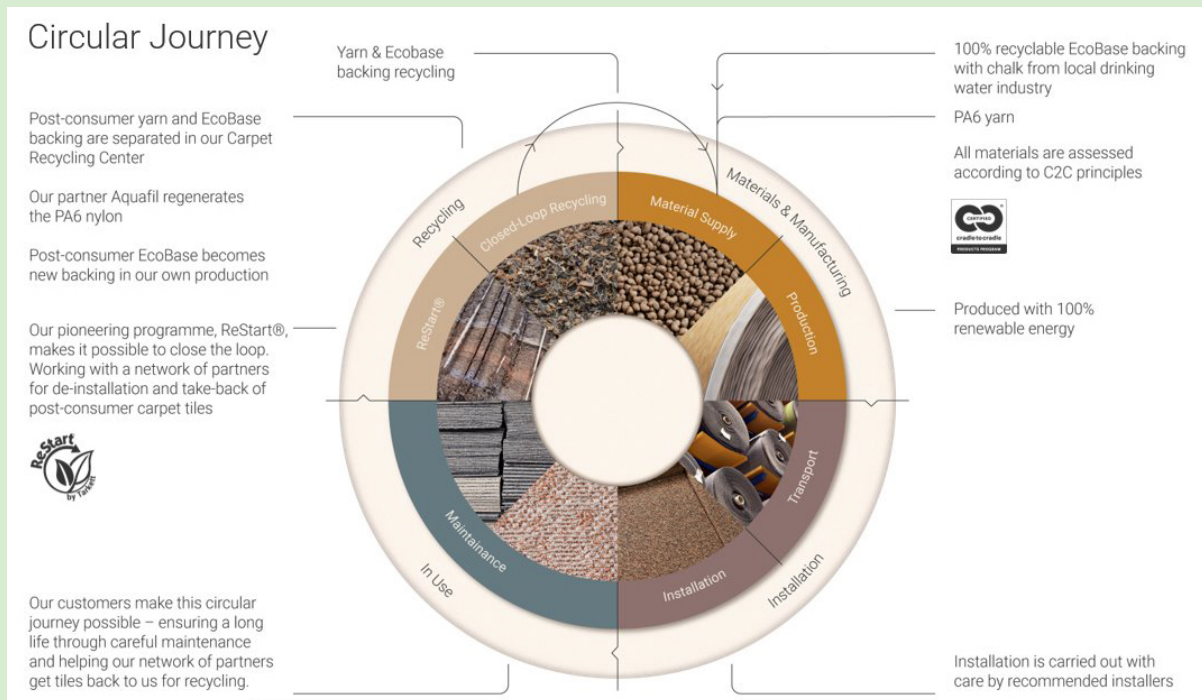 Circular Journey
Yarn & Ecobase
backing recycling
100% recyclable EcoBase backing
with chalk from local drinking
water industry
PA6 yarn
All materials are assessed
according to C2C principles
CERTIFIED
cradletocradle
PRODUCTS PROGRAM
Post-consumer yarn and EcoBase
backing are separated in our Carpet
Recycling Center
Our partner Aquafil regenerates
the PA6 nylon
Post-consumer EcoBase becomes
new backing in our own production
Our pioneering programme, ReStart®,
makes it possible to close the loop.
Working with a network of partners
for de-installation and take-back of
post-consumer carpet tiles
ReStart
by Tarkett
Recycling
Closed-Loop Recycling
Material Supply
Materials & Manufacturing
ReStart®
Production
Produced with 100%
renewable energy
Transport
Maintainance
Installation
In Use
Installation
Our customers make this circular
journey possible – ensuring a long
life through careful maintenance
and helping our network of partners
get tiles back to us for recycling.
Installation is carried out with
care by recommended installers